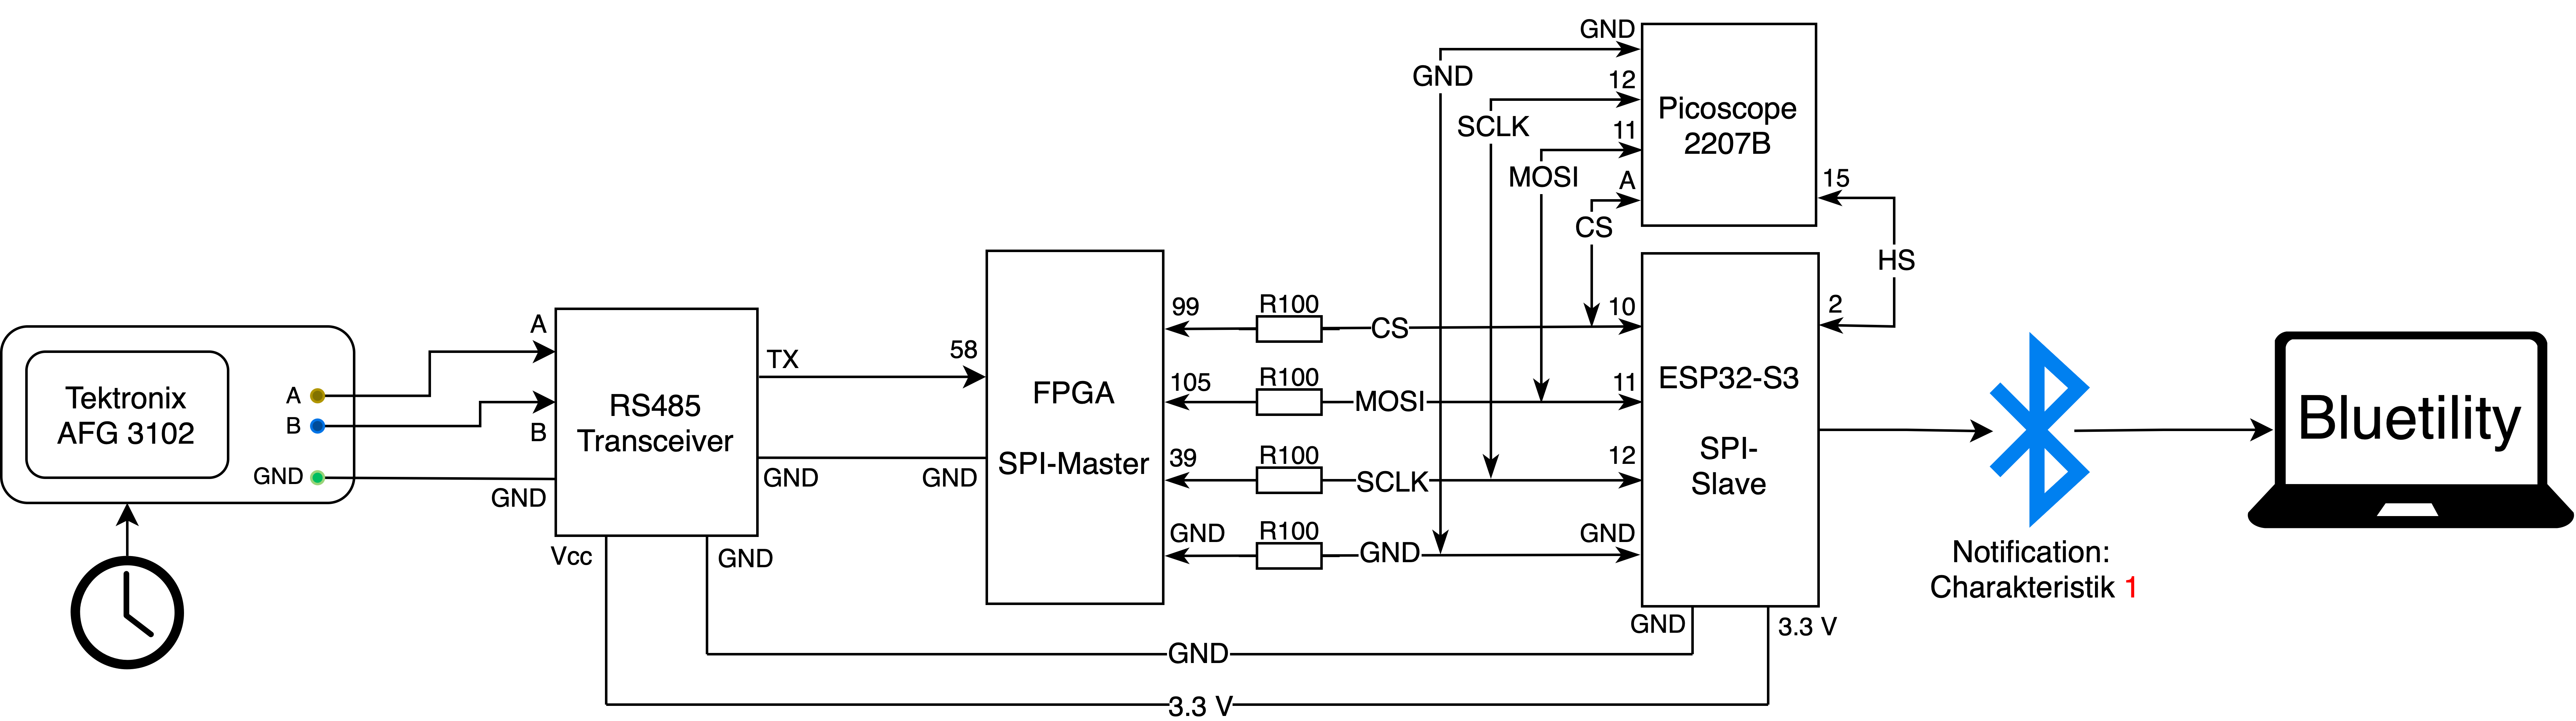 Tektronix
AFG 3102
A
B
GND
A
B
GND
RS485
Transceiver
Vcc
GND
TX
GND
58
GND
FPGA
SPI-Master
99
R100
CS
10
105
R100
MOSI
11
39
R100
SCLK
12
GND
R100
GND
GND
GND
GND
12
SCLK
11
MOSI
A
CS
Picoscope
2207B
15
HS
2
ESP32-S3
SPI-
Slave
GND
3.3 V
GND
3.3 V
Notification:
Charakteristik 1
Bluetility